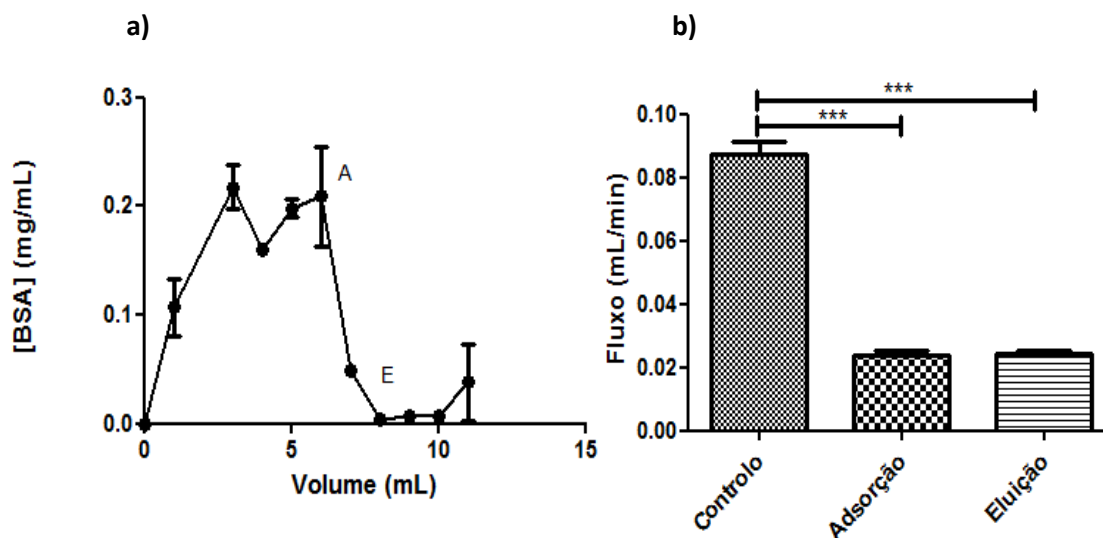 a)
[BSA] (mg/mL)
0.3
0.2
0.1
0.0
A
E
0
5
10
15
Volume (mL)
b)
***
***
Fluxo (mL/min)
0.10
0.08
0.06
0.04
0.02
0.00
Controlo
Adsorção
Eluição